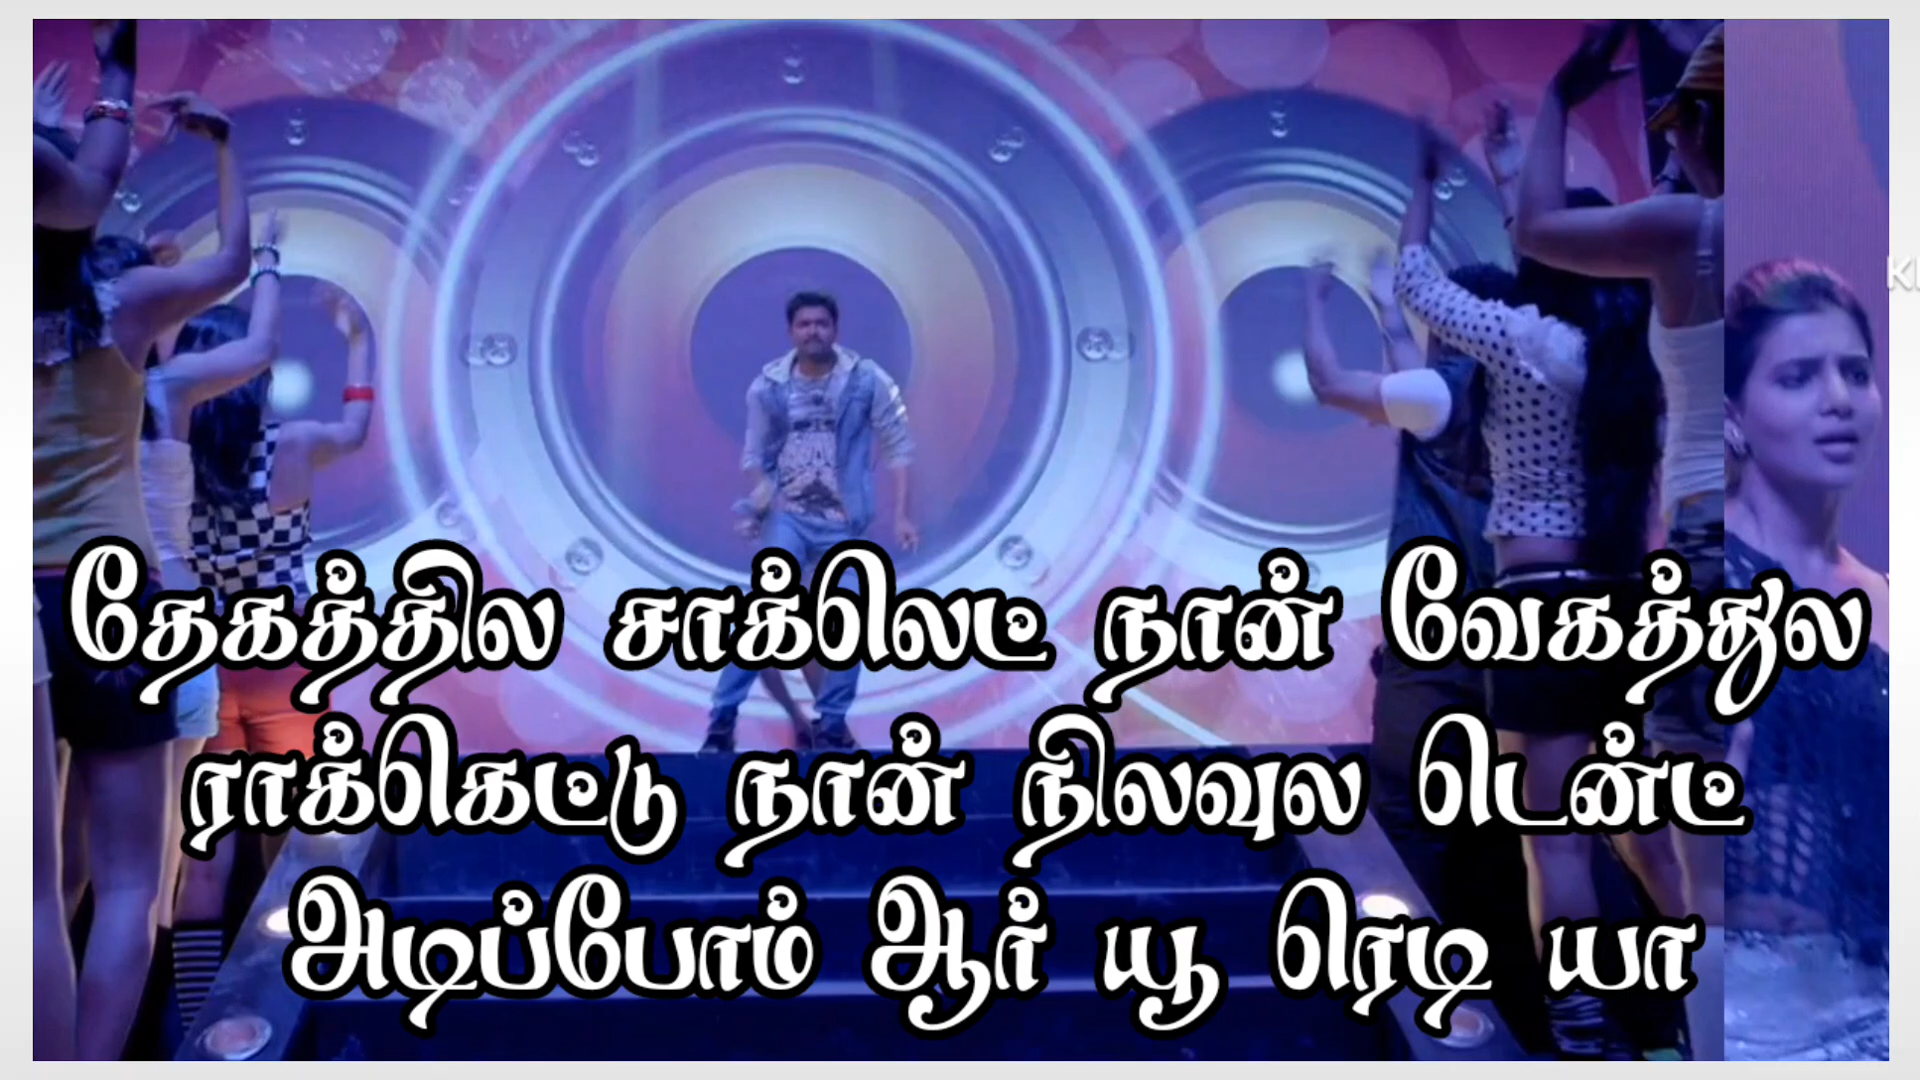 தேகத்தில சாக்லெட் நான் வேகத்துல
ராக்கெட்டு நான் நிலவுல டென்ட்
அடிப்போம் ஆர் யூ ரெடி யா